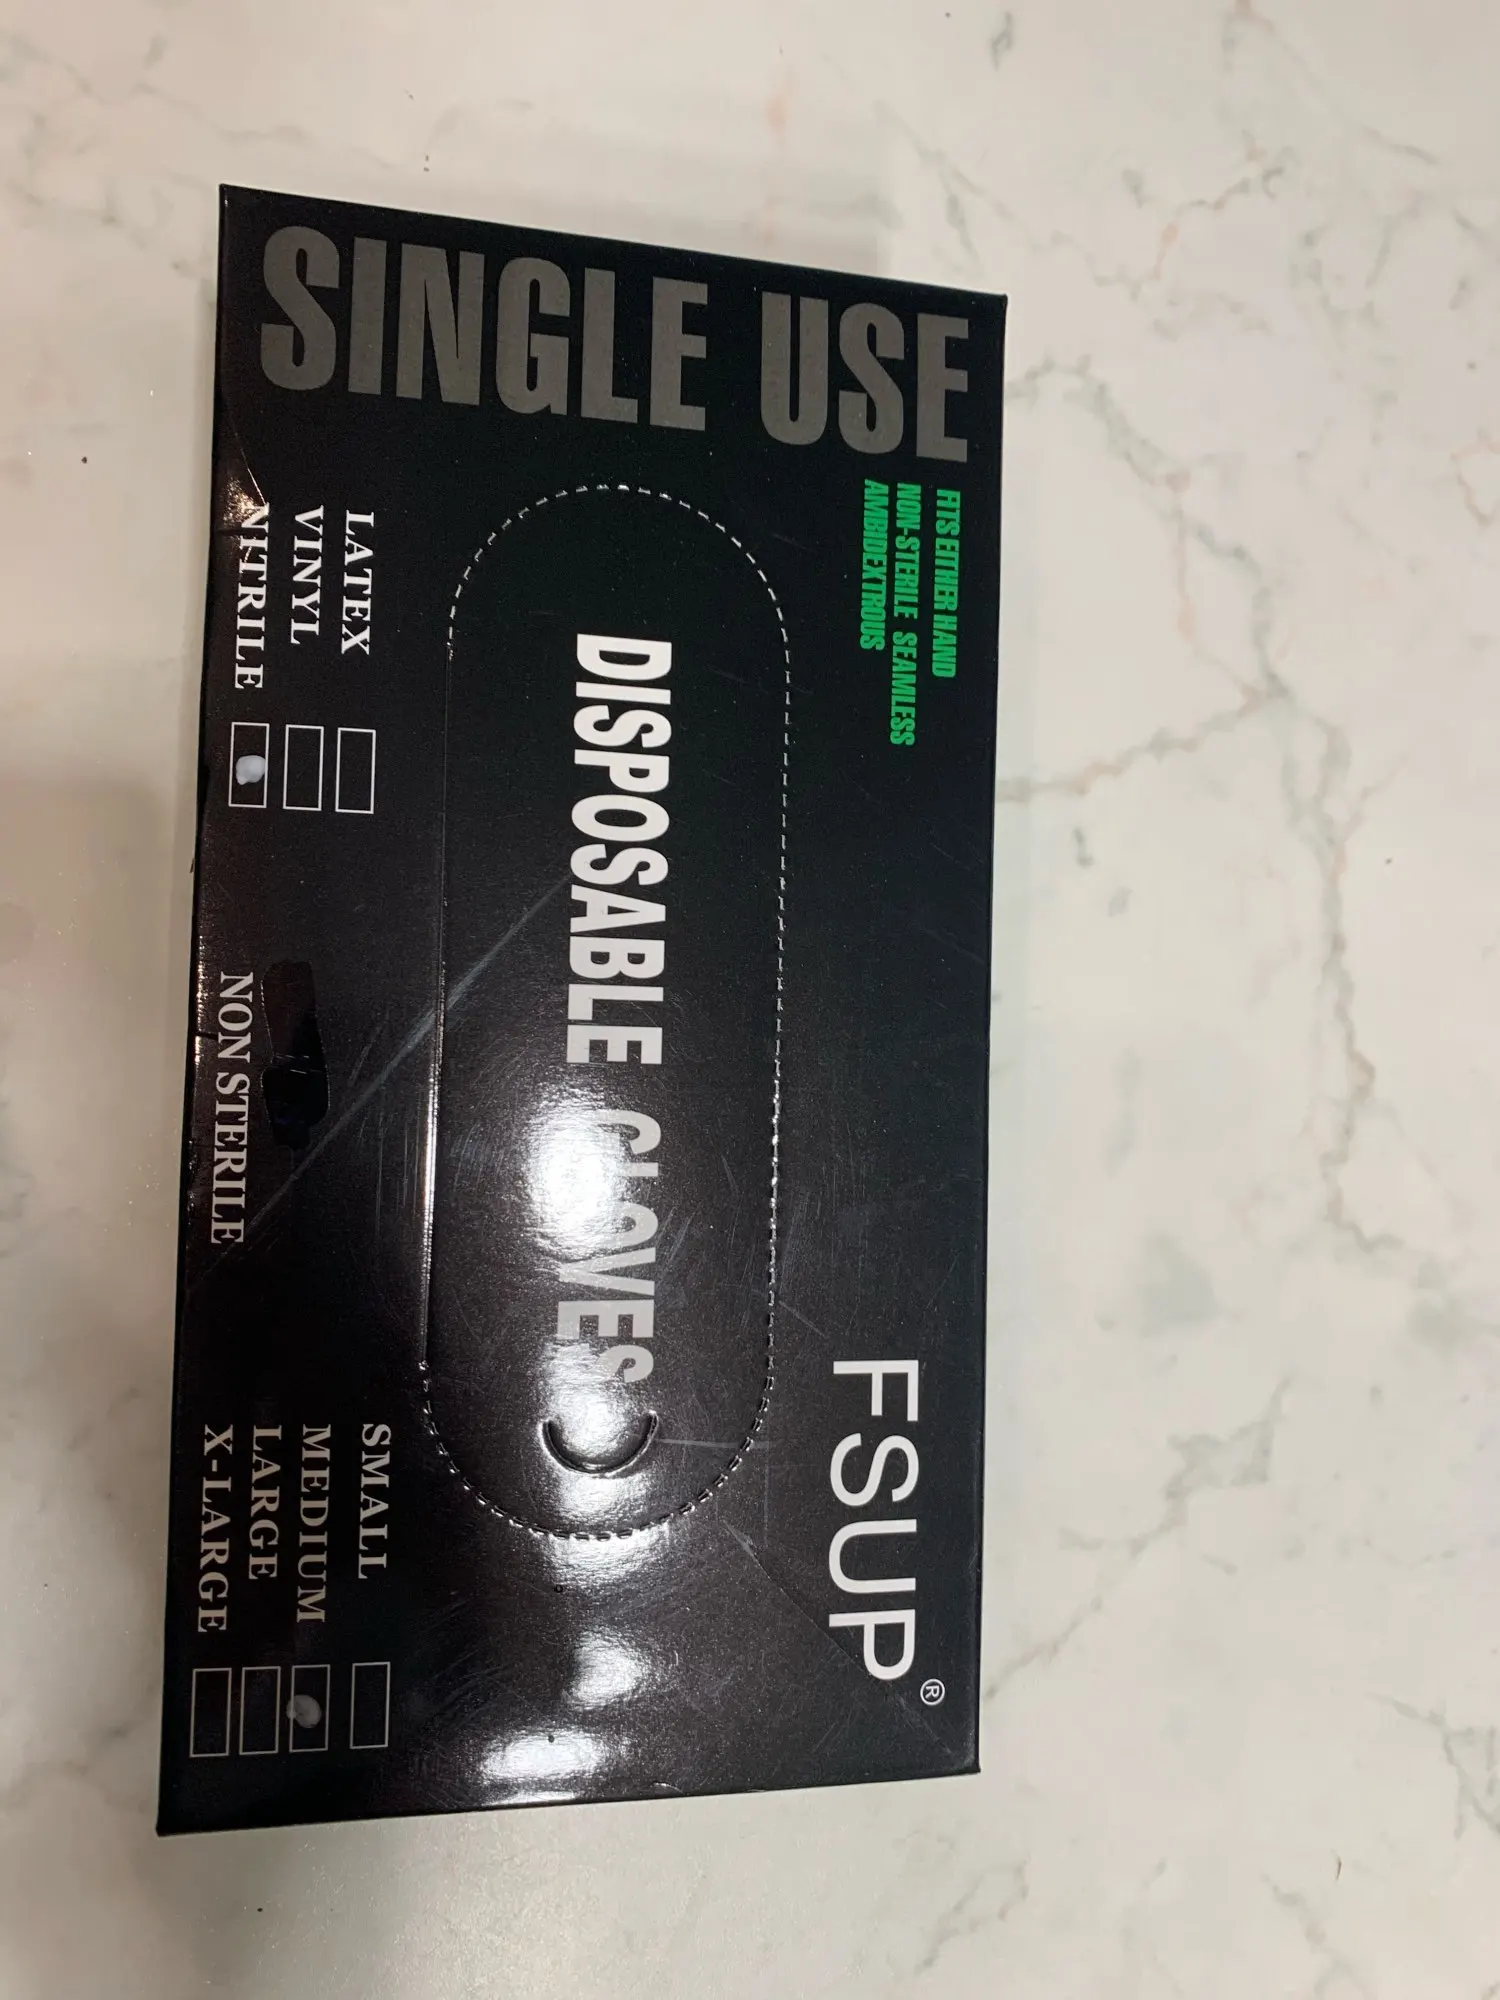 SINGLE USE
FITS EITHER HAND
NON-STERILE SEAMLESS
AMBIDEXTROUS
FSUP®
DISPOSABLE GLOVES
LATEX
VINYL
NITRILE
NON STERILE
SMALL
MEDIUM
LARGE
X-LARGE